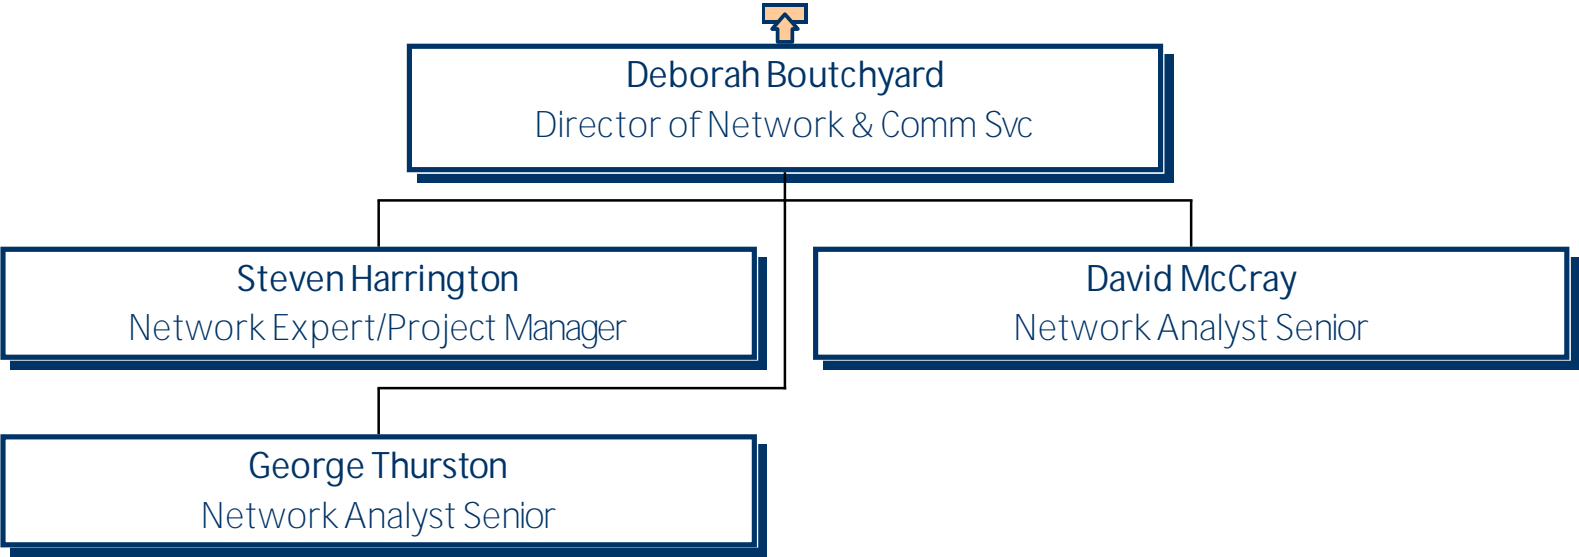 Deborah Boutchyard
Director of Network & Comm Svc
Steven Harrington
Network Expert/Project Manager
David McCray
Network Analyst Senior
George Thurston
Network Analyst Senior